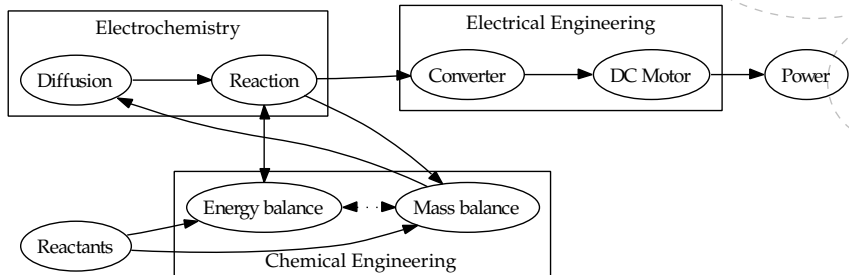 Electrochemistry
Electrical Engineering
Diffusion
Reaction
Converter
DC Motor
Power
Energy balance
Mass balance
Reactants
Chemical Engineering